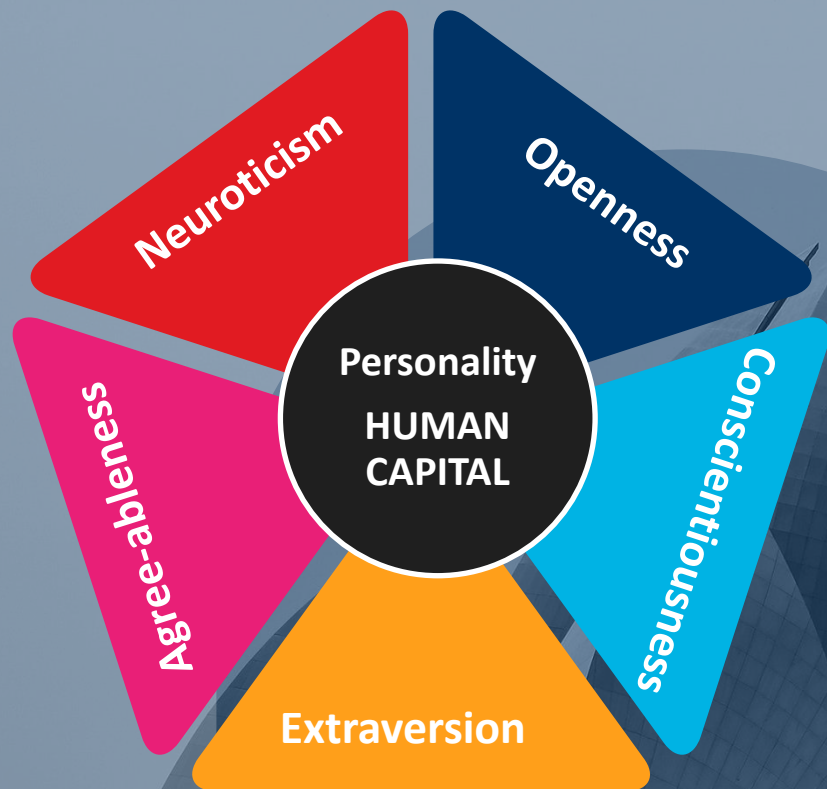 Neuroticism
Openness
Personality
HUMAN
CAPITAL
Agree-ableness
Conscientiousness
Extraversion